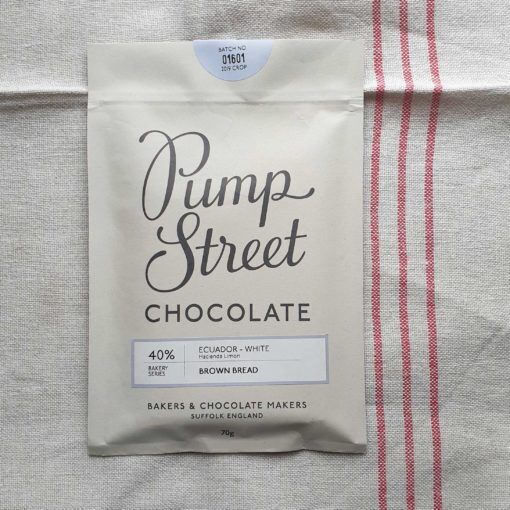 BATCH NO
01601
2019 CROP
Pump
Street
CHOCOLATE
40%
BAKERY
SERIES
ECUADOR - WHITE
Hacienda Limon
BROWN BREAD
BAKERS & CHOCOLATE MAKERS
SUFFOLK ENGLAND
70g